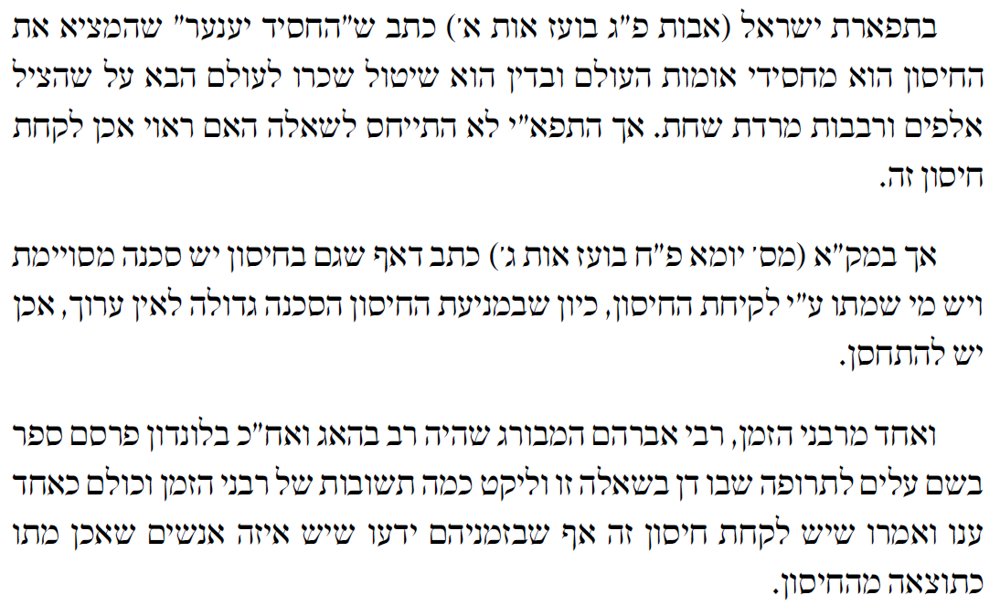 בתפארת ישראל (אבות פ"ג בועז אות א') כתב ש"החסיד יענער" שהמציא את
החיסון הוא מחסידי אומות העולם ובדין הוא שיטול שכרו לעולם הבא על שהציל
אלפים ורבבות מרדת שחת. אך התפא"י לא התייחס לשאלה האם ראוי אכן לקחת
חיסון זה.
אך במק"א (מס' יומא פ"ח בועז אות ג') כתב דאף שגם בחיסון יש סכנה מסויימת
ויש מי שמתו ע"י לקיחת החיסון, כיון שבמניעת החיסון הסכנה גדולה לאין ערוך, אכן
יש להתחסן.
ואחד מרבני הזמן, רבי אברהם המבורג שהיה רב בהאג ואח"כ בלונדון פרסם ספר
בשם עלים לתרופה שבו דן בשאלה זו וליקט כמה תשובות של רבני הזמן וכולם כאחד
ענו ואמרו שיש לקחת חיסון זה אף שבזמניהם ידעו שיש איזה אנשים שאכן מתו
כתוצאה מהחיסון.